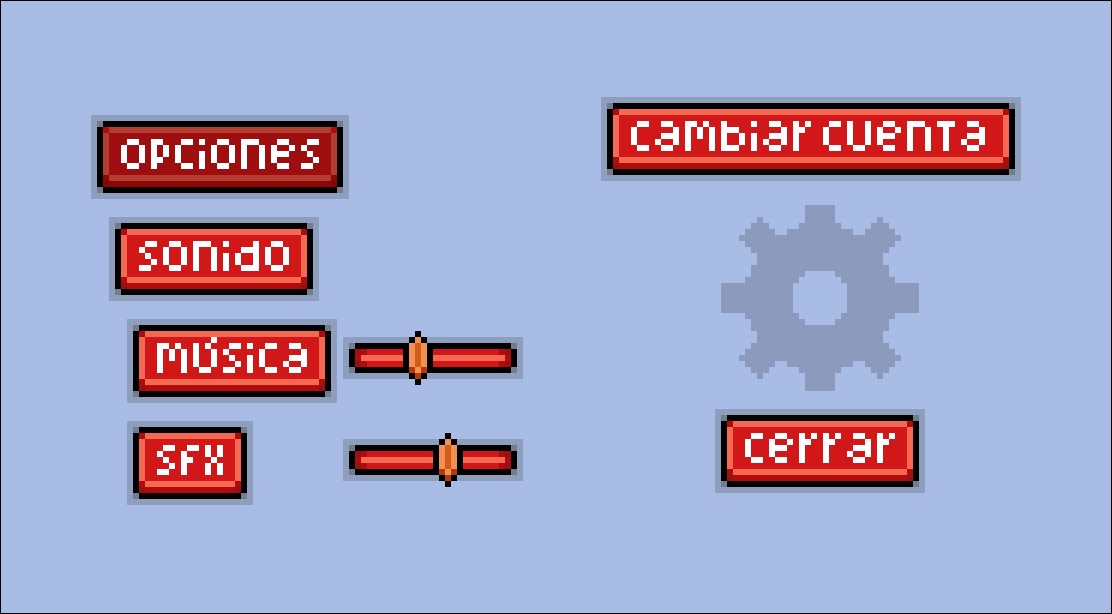 opciones
sonido
música
sfx
cambiar cuenta
cerrar